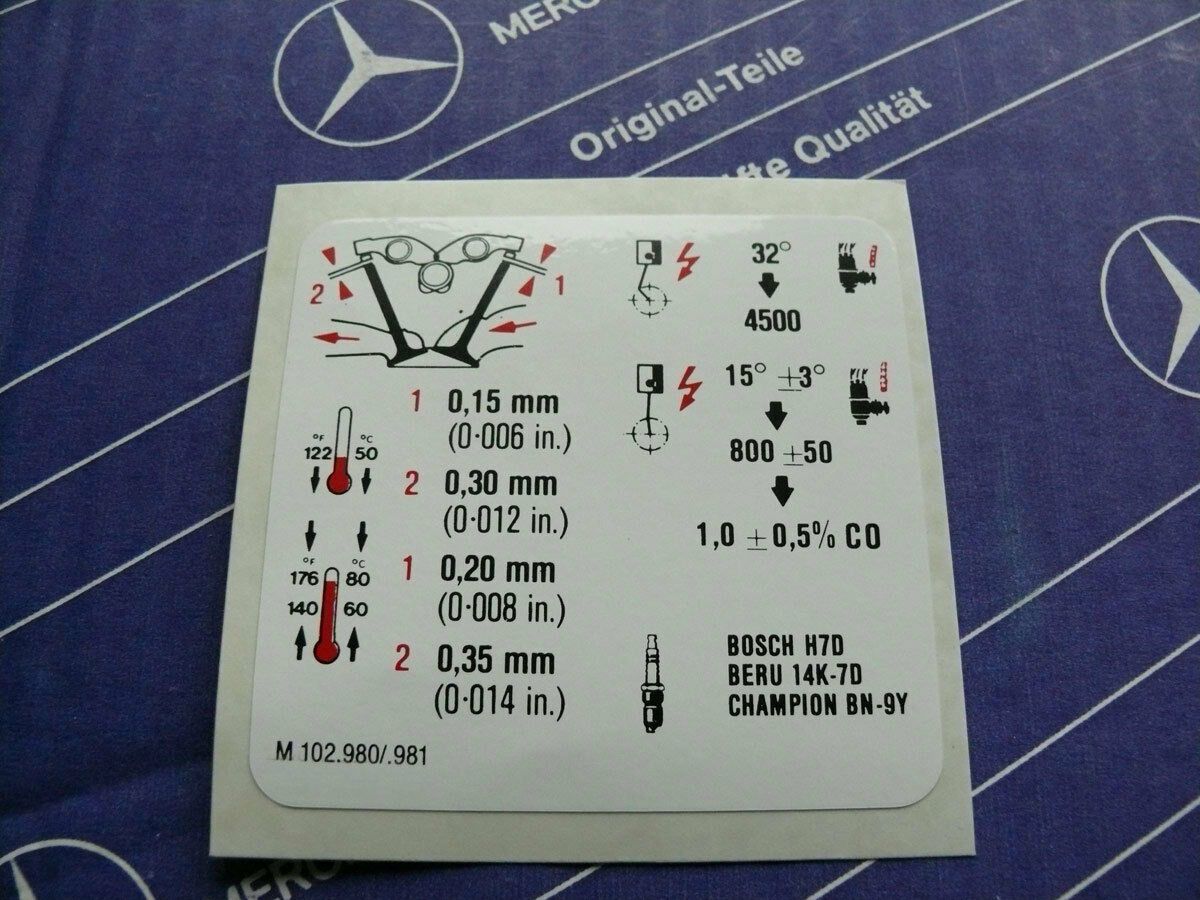 Original-Teile
Qualität
2
1
1 0,15 mm
(0·006 in.)
°F °C
122 50
2 0,30 mm
(0·012 in.)
°F °C
176 80
140 60
1 0,20 mm
(0·008 in.)
2 0,35 mm
(0·014 in.)
M 102.980/.981
32°
4500
15° ±3°
800 ±50
1,0 ±0,5% CO
BOSCH H7D
BERU 14K-7D
CHAMPION BN-9Y